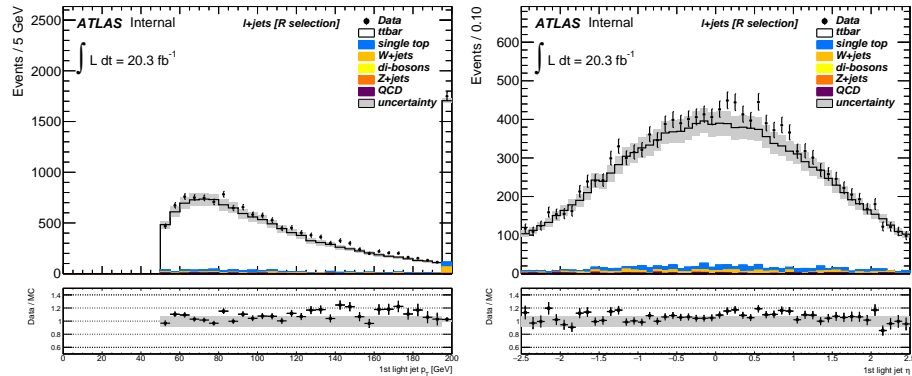 ATLAS Internal
l+jets [R selection]
∫ L dt = 20.3 fb⁻¹
Data
ttbar
single top
W+jets
di-bosons
Z+jets
QCD
uncertainty
Events / 5 GeV
2600
2500
2000
1500
1000
500
0
Data / MC
1.4
1.2
1
0.8
0.6
0 20 40 60 80 100 120 140 160 180 200
1st light jet p_T [GeV]
ATLAS Internal
l+jets [R selection]
∫ L dt = 20.3 fb⁻¹
Data
ttbar
single top
W+jets
di-bosons
Z+jets
QCD
uncertainty
Events / 0.10
600
500
400
300
200
100
0
Data / MC
1.4
1.2
1
0.8
0.6
-2.5 -2 -1.5 -1 -0.5 0 0.5 1 1.5 2 2.5
1st light jet η